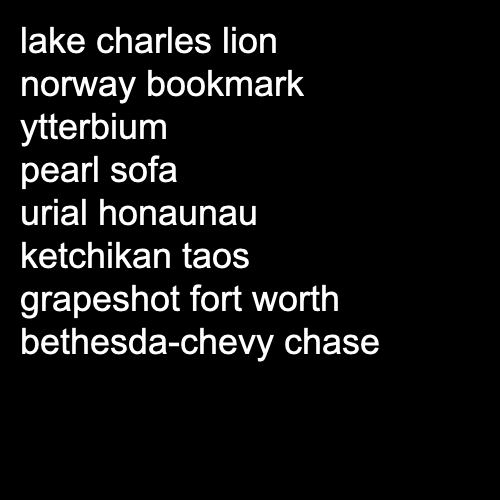 lake charles lion
norway bookmark
ytterbium
pearl sofa
urial honaunau
ketchikan taos
grapeshot fort worth
bethesda-chevy chase